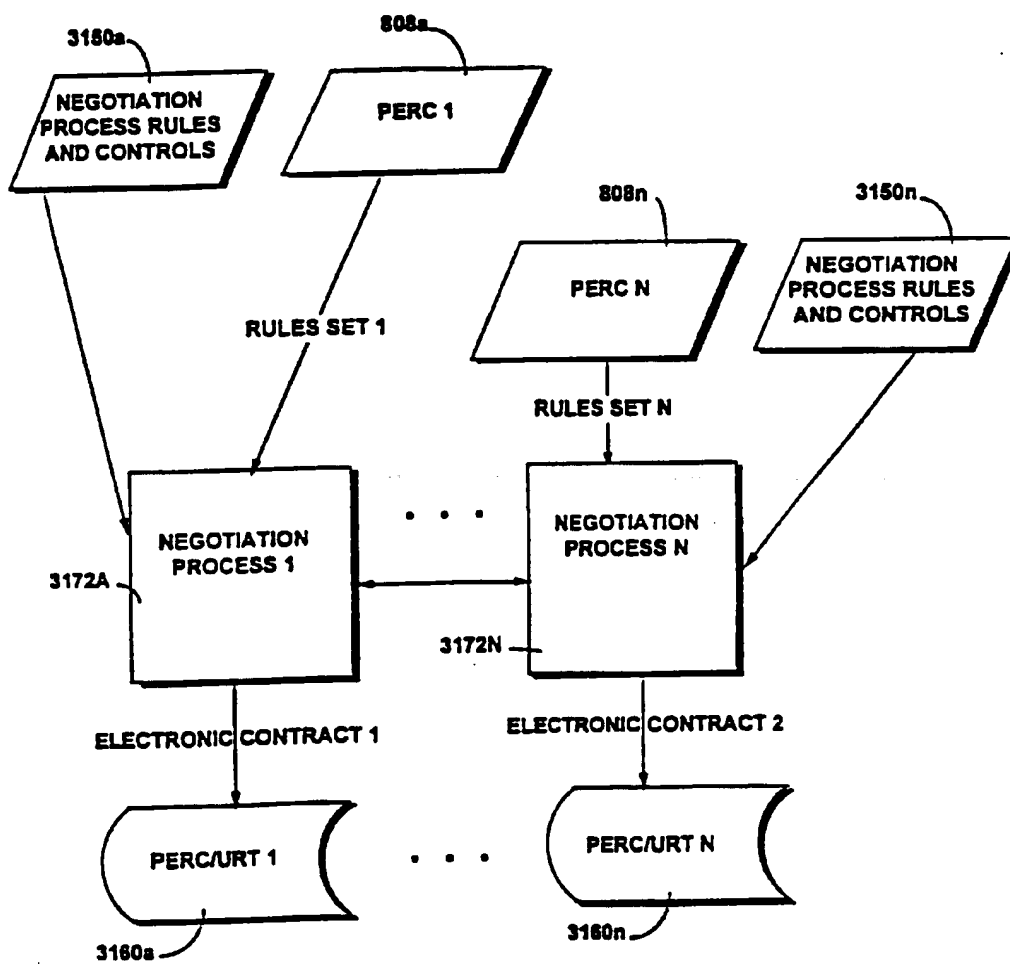 3150a
808a
NEGOTIATION
PROCESS RULES
AND CONTROLS
PERC 1
808n
3150n
PERC N
NEGOTIATION
PROCESS RULES
AND CONTROLS
RULES SET 1
RULES SET N
NEGOTIATION
PROCESS 1
NEGOTIATION
PROCESS N
3172A
3172N
ELECTRONIC CONTRACT 1
ELECTRONIC CONTRACT 2
PERC/URT 1
PERC/URT N
3160a
3160n